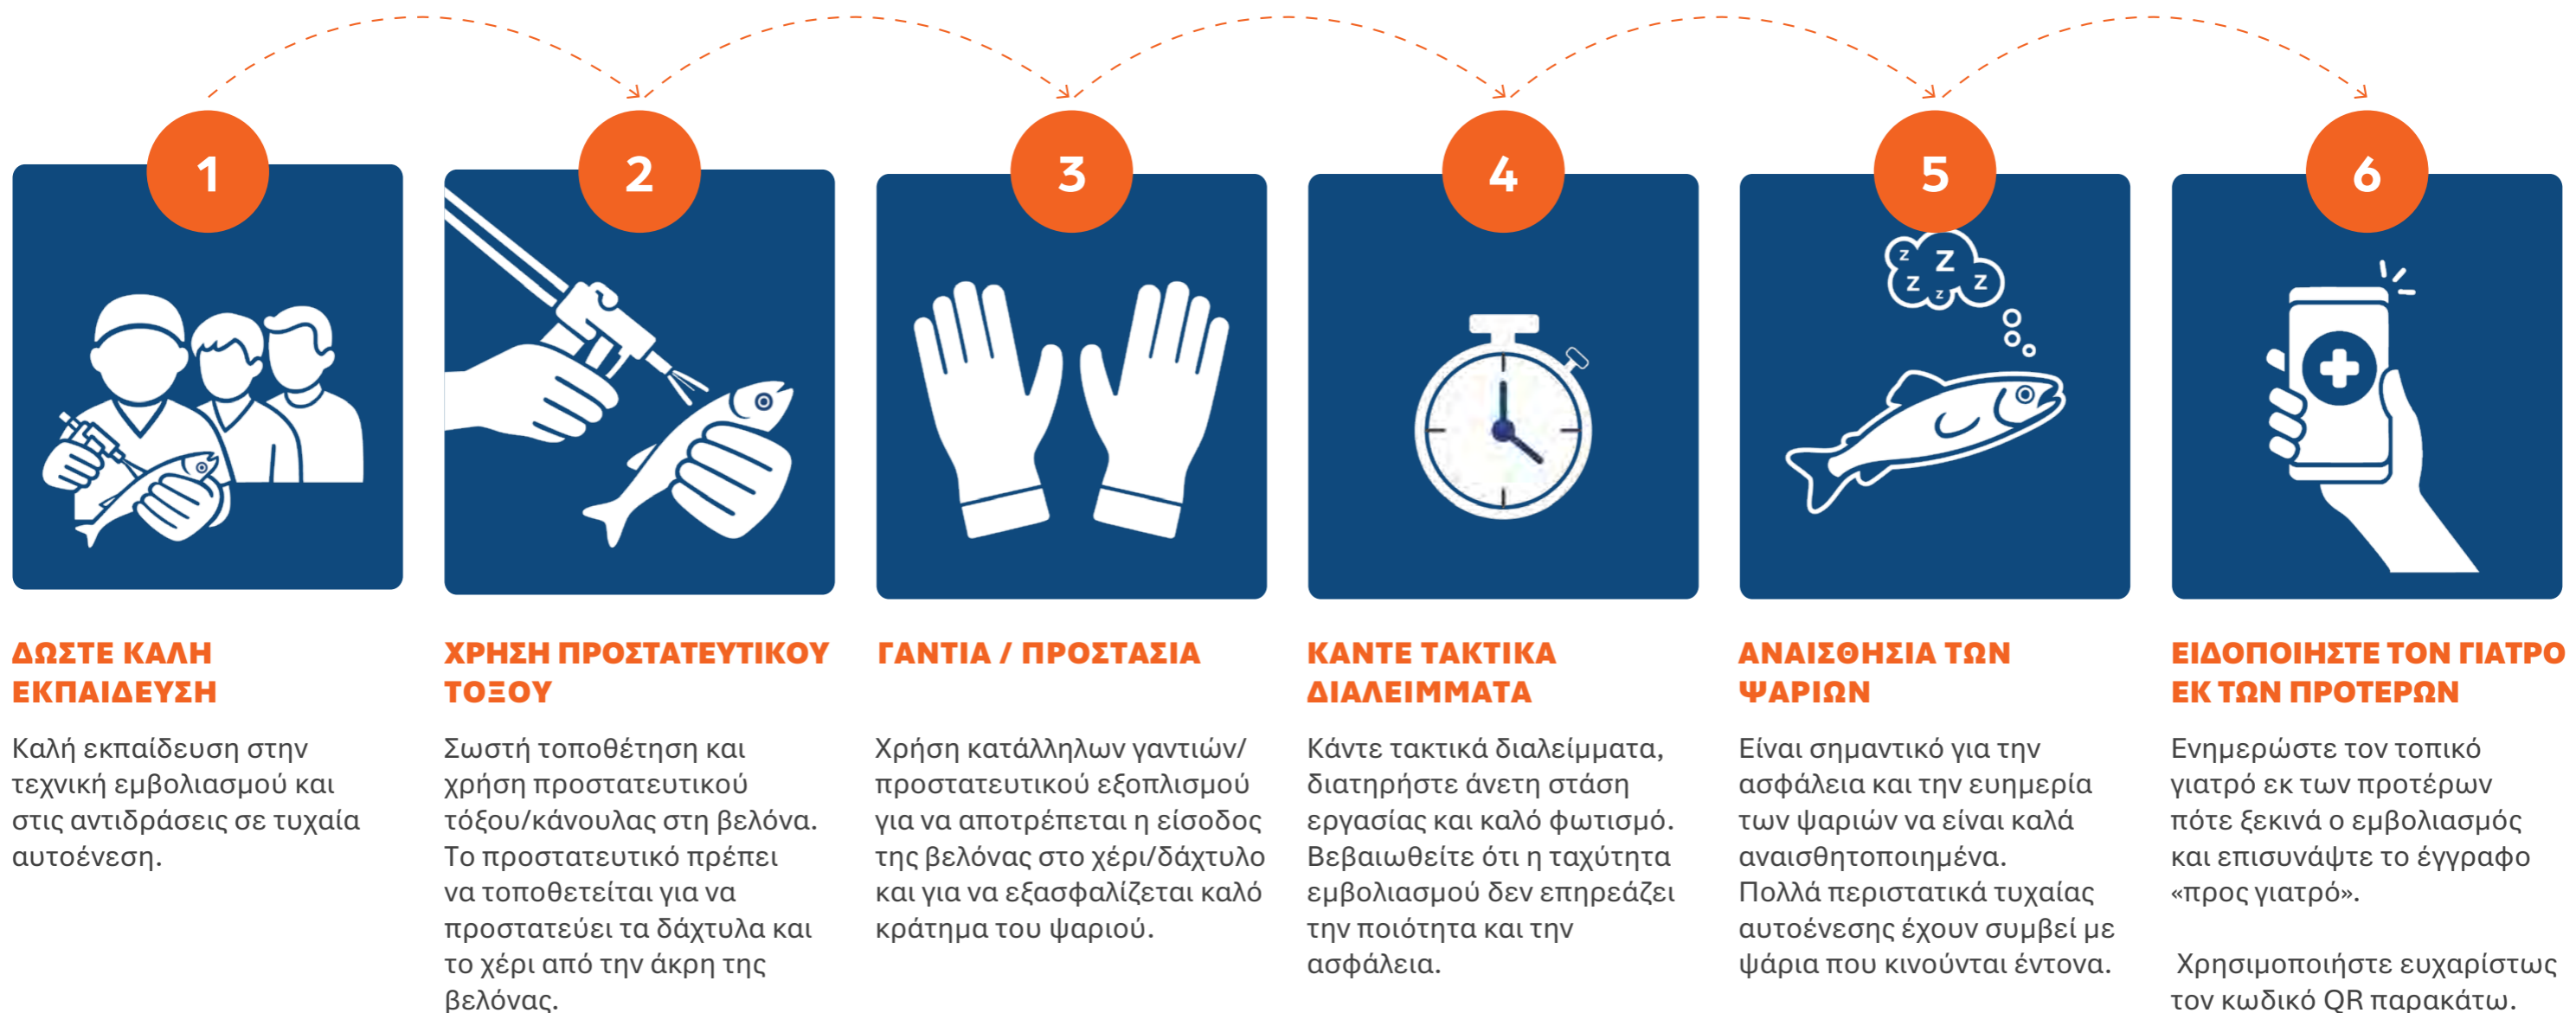 1
2
3
4
5
6
z
Z
z
z
z
ΔΩΣΤΕ ΚΑΛΗ
ΕΚΠΑΙΔΕΥΣΗ
Καλή εκπαίδευση στην
τεχνική εμβολιασμού και
στις αντιδράσεις σε τυχαία
αυτοένεση.
ΧΡΗΣΗ ΠΡΟΣΤΑΤΕΥΤΙΚΟΥ
ΤΟΞΟΥ
Σωστή τοποθέτηση και
χρήση προστατευτικού
τόξου/κάνουλας στη βελόνα.
Το προστατευτικό πρέπει
να τοποθετείται για να
προστατεύει τα δάχτυλα και
το χέρι από την άκρη της
βελόνας.
ΓΑΝΤΙΑ / ΠΡΟΣΤΑΣΙΑ
Χρήση κατάλληλων γαντιών/
προστατευτικού εξοπλισμού
για να αποτρέπεται η είσοδος
της βελόνας στο χέρι/δάχτυλο
και για να εξασφαλίζεται καλό
κράτημα του ψαριού.
ΚΑΝΤΕ ΤΑΚΤΙΚΑ
ΔΙΑΛΕΙΜΜΑΤΑ
Κάντε τακτικά διαλείμματα,
διατηρήστε άνετη στάση
εργασίας και καλό φωτισμό.
Βεβαιωθείτε ότι η ταχύτητα
εμβολιασμού δεν επηρεάζει
την ποιότητα και την
ασφάλεια.
ΑΝΑΙΣΘΗΣΙΑ ΤΩΝ
ΨΑΡΙΩΝ
Είναι σημαντικό για την
ασφάλεια και την ευημερία
των ψαριών να είναι καλά
αναισθητοποιημένα.
Πολλά περιστατικά τυχαίας
αυτοένεσης έχουν συμβεί με
ψάρια που κινούνται έντονα.
ΕΙΔΟΠΟΙΗΣΤΕ ΤΟΝ ΓΙΑΤΡΟ
ΕΚ ΤΩΝ ΠΡΟΤΕΡΩΝ
Ενημερώστε τον τοπικό
γιατρό εκ των προτέρων
πότε ξεκινά ο εμβολιασμός
και επισυνάψτε το έγγραφο
«προς γιατρό».
Χρησιμοποιήστε ευχαρίστως
τον κωδικό QR παρακάτω.